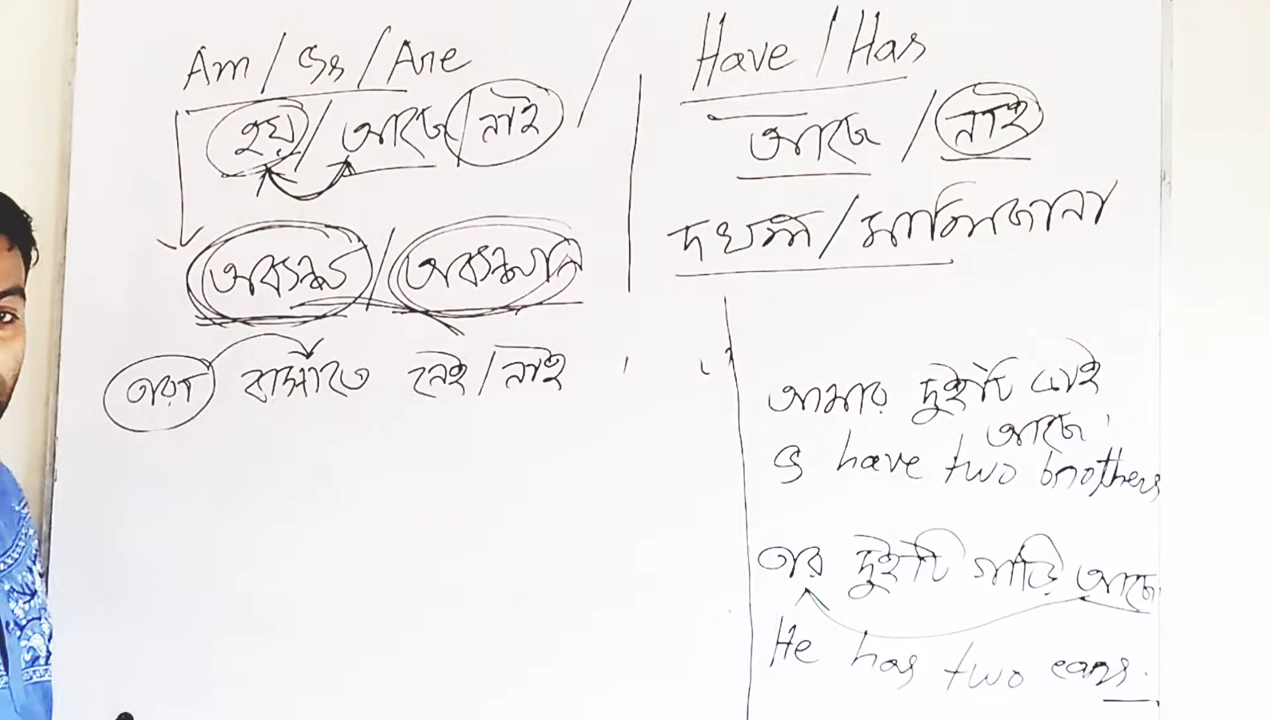 Am / Is / Are
হয় / আছে / নাই
অবস্থা / অবস্থান
তারা বাড়ীতে নেই / নাই
Have / Has
আছে / নাই
দখল / মালিকানা
আমার দুইটি ভাই
আছে।
I have two brothers
তার দুইটি গাড়ি আছে।
He has two cars.